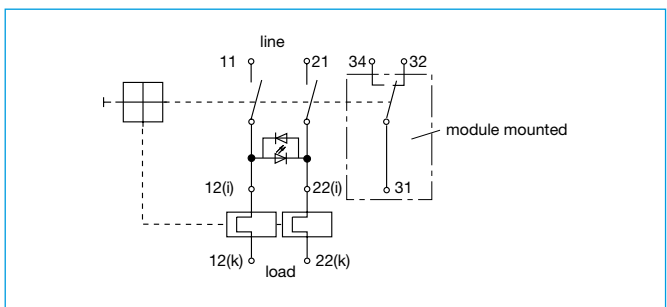 line
11 21 34 32
module mounted
12(i) 22(i) 31
12(k) 22(k)
load